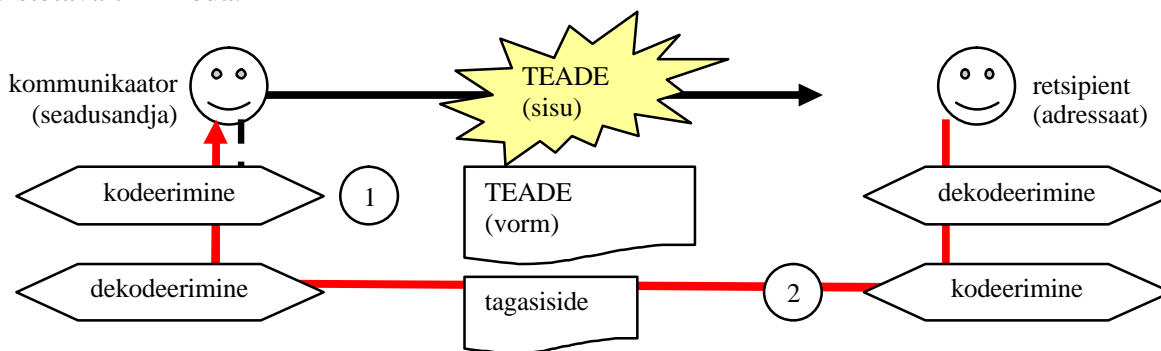 kommunikaator
(seadusandja)
TEADE
(sisu)
retsipient
(adressaat)
kodeerimine
1
TEADE
(vorm)
dekodeerimine
dekodeerimine
tagasiside
2
kodeerimine